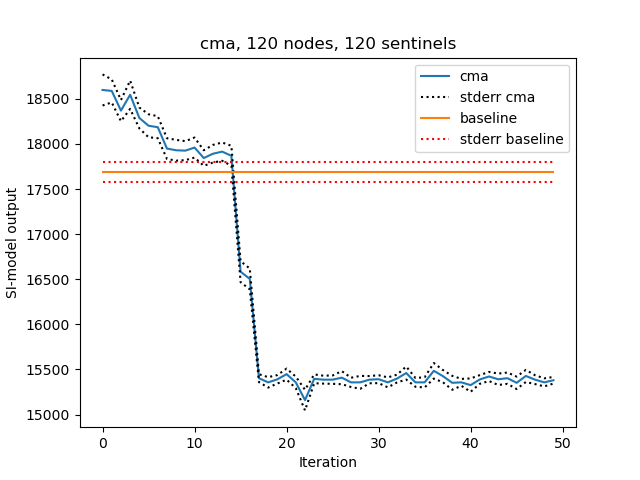 cma, 120 nodes, 120 sentinels
cma
stderr cma
baseline
stderr baseline
18500
18000
17500
17000
16500
16000
15500
15000
SI-model output
0 10 20 30 40 50
Iteration